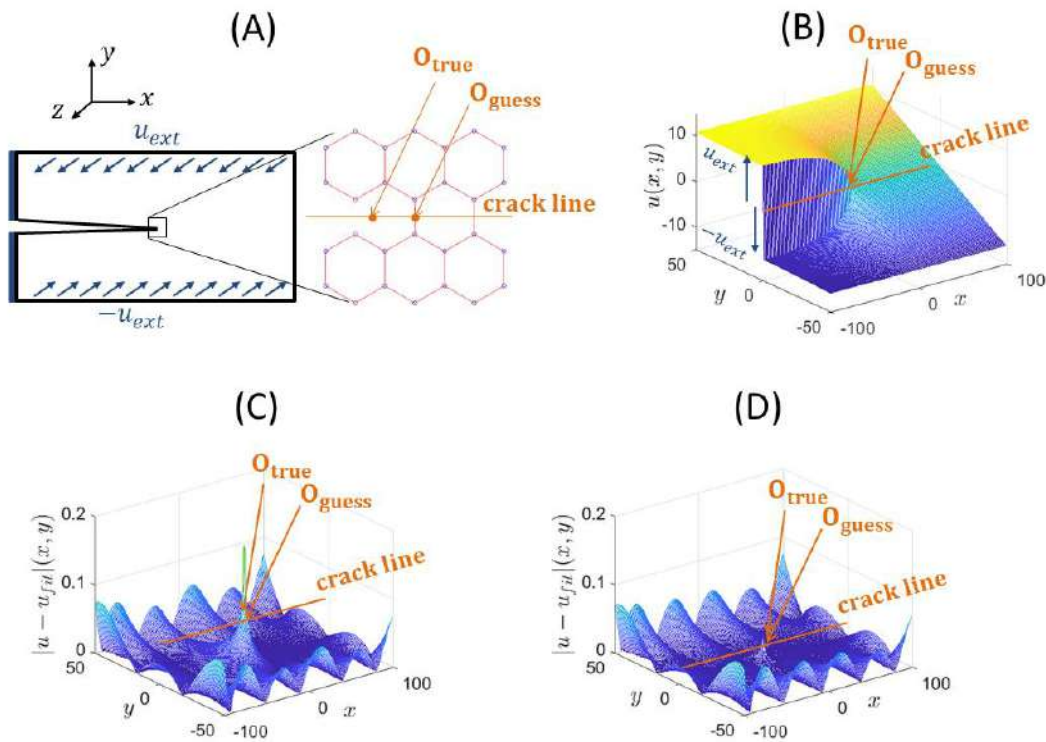 (A)
O_true
O_guess
y
x
z
u_ext
crack line
-u_ext
(B)
O_true
O_guess
crack line
u(x, y)
10
0
-10
u_ext
-u_ext
50
y
0
-50
-100
0
x
100
(C)
O_true
O_guess
crack line
|u - u_fit|(x, y)
0.2
0.1
0
50
y
0
-50
-100
0
x
100
(D)
O_true
O_guess
crack line
|u - u_fit|(x, y)
0.2
0.1
0
50
y
0
-50
-100
0
x
100